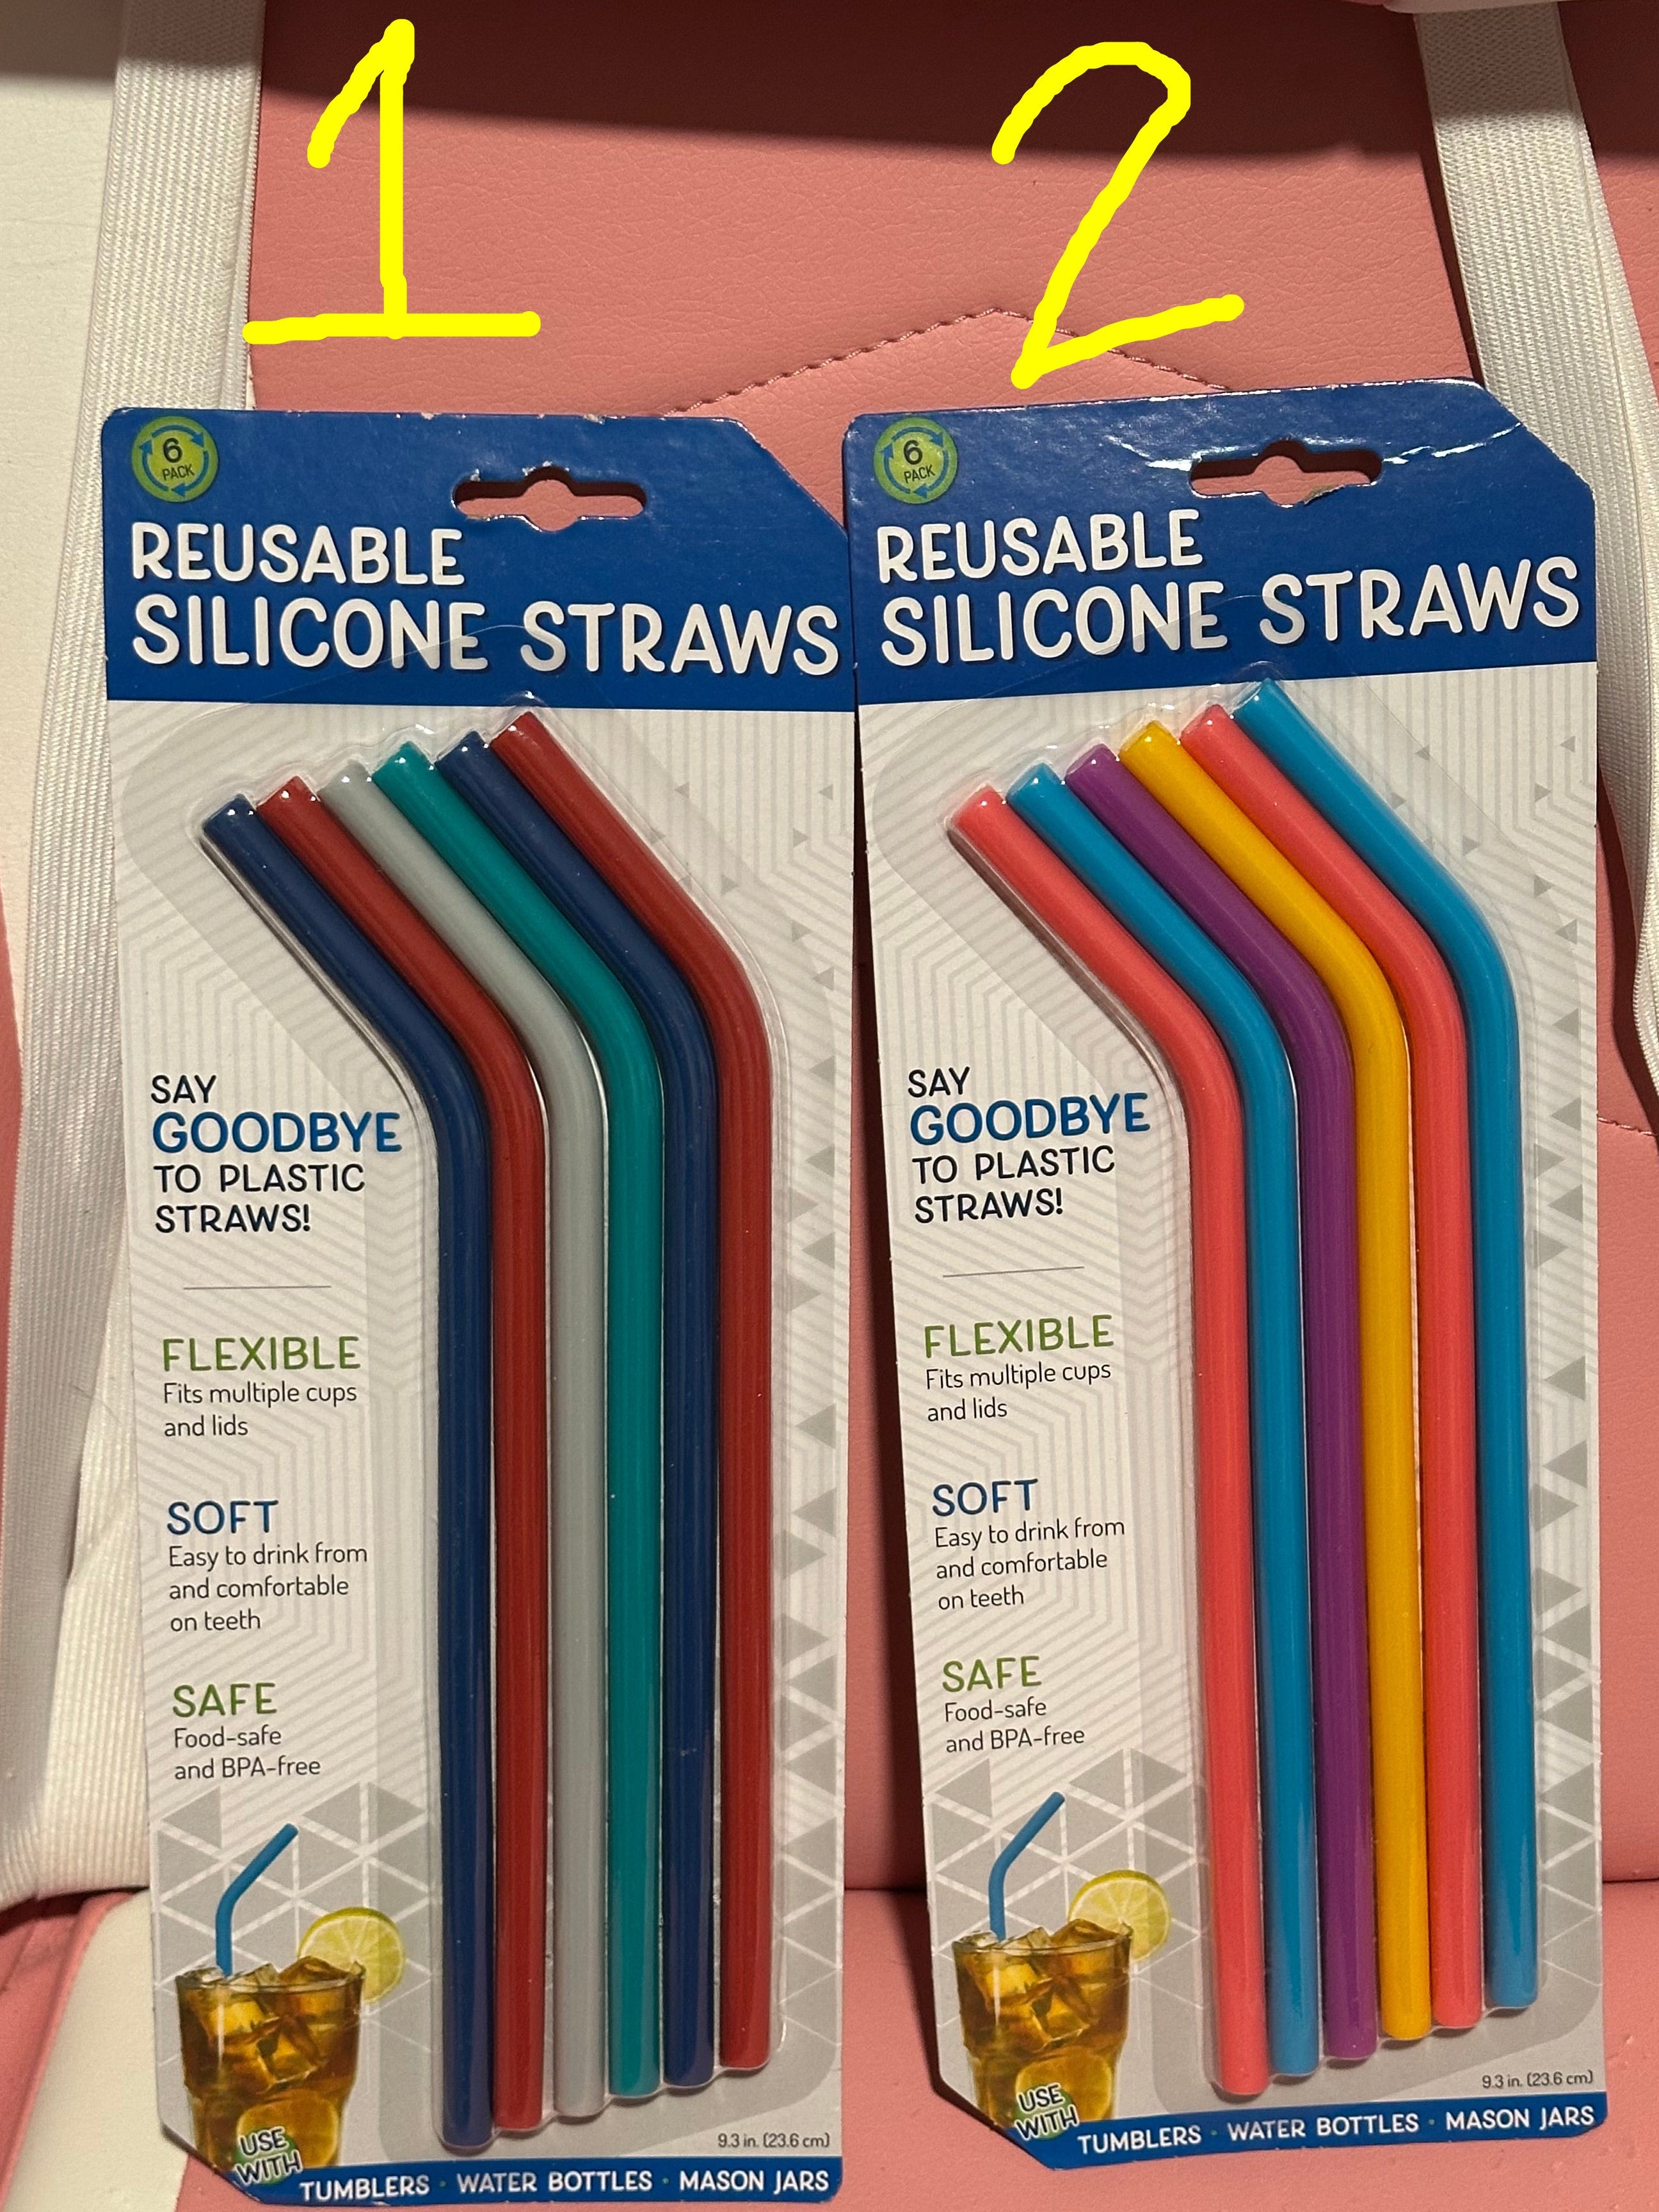 1
2
6
PACK
REUSABLE
SILICONE STRAWS
SAY
GOODBYE
TO PLASTIC
STRAWS!
FLEXIBLE
Fits multiple cups
and lids
SOFT
Easy to drink from
and comfortable
on teeth
SAFE
Food-safe
and BPA-free
9.3 in. (23.6 cm)
USE
WITH
TUMBLERS · WATER BOTTLES · MASON JARS
6
PACK
REUSABLE
SILICONE STRAWS
SAY
GOODBYE
TO PLASTIC
STRAWS!
FLEXIBLE
Fits multiple cups
and lids
SOFT
Easy to drink from
and comfortable
on teeth
SAFE
Food-safe
and BPA-free
9.3 in. (23.6 cm)
USE
WITH
TUMBLERS · WATER BOTTLES · MASON JARS